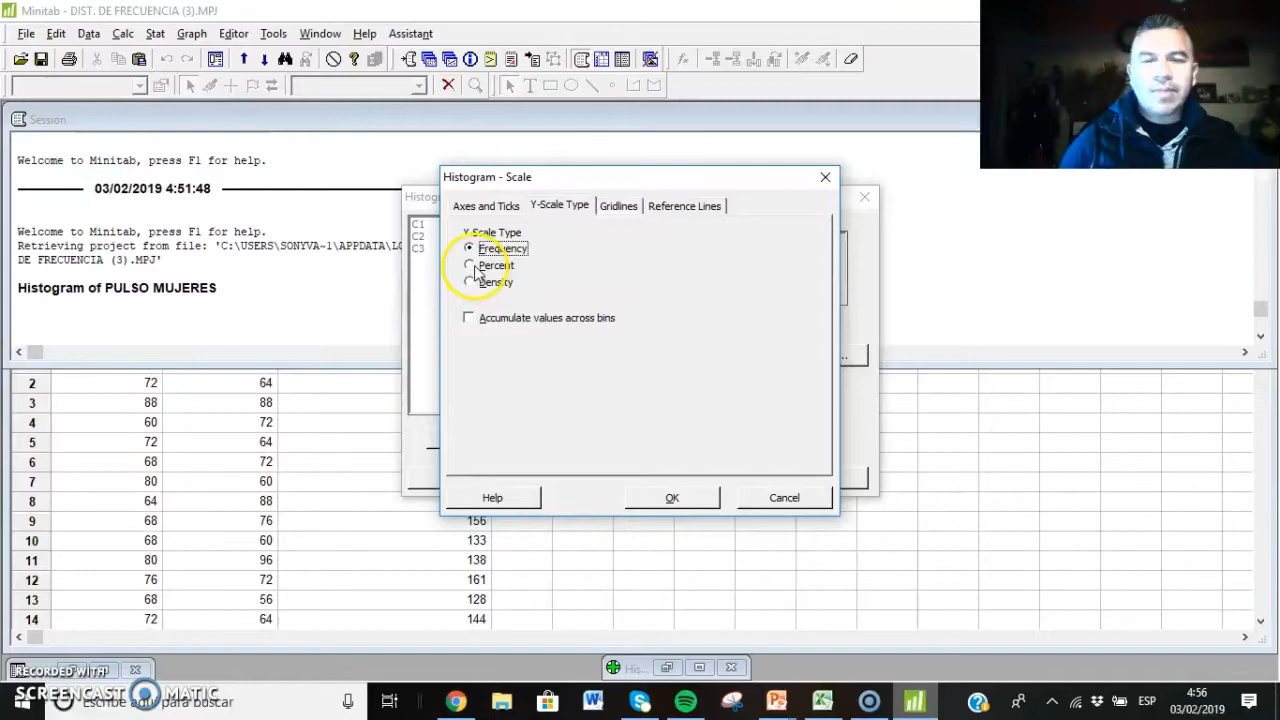 Minitab - DIST. DE FRECUENCIA (3).MPJ
File Edit Data Calc Stat Graph Editor Tools Window Help Assistant
Session
Welcome to Minitab, press F1 for help.
03/02/2019 4:51:48
Welcome to Minitab, press F1 for help.
Retrieving project from file: 'C:\USERS\SONYVA~1\APPDATA\LO
DE FRECUENCIA (3).MPJ'
Histogram of PULSO MUJERES
Histogr
C1
C2
C3
Histogram - Scale
Axes and Ticks Y-Scale Type Gridlines Reference Lines
Y-Scale Type
Frequency
Percent
Density
Accumulate values across bins
Help OK Cancel
2 72 64
3 88 88
4 60 72
5 72 64
6 68 72
7 80 60
8 64 88
9 68 76 156
10 68 60 133
11 80 96 138
12 76 72 161
13 68 56 128
14 72 64 144
His...
RECORDED WITH
SCREENCAST MATIC
Escribe aquí para buscar
ESP
4:56
03/02/2019